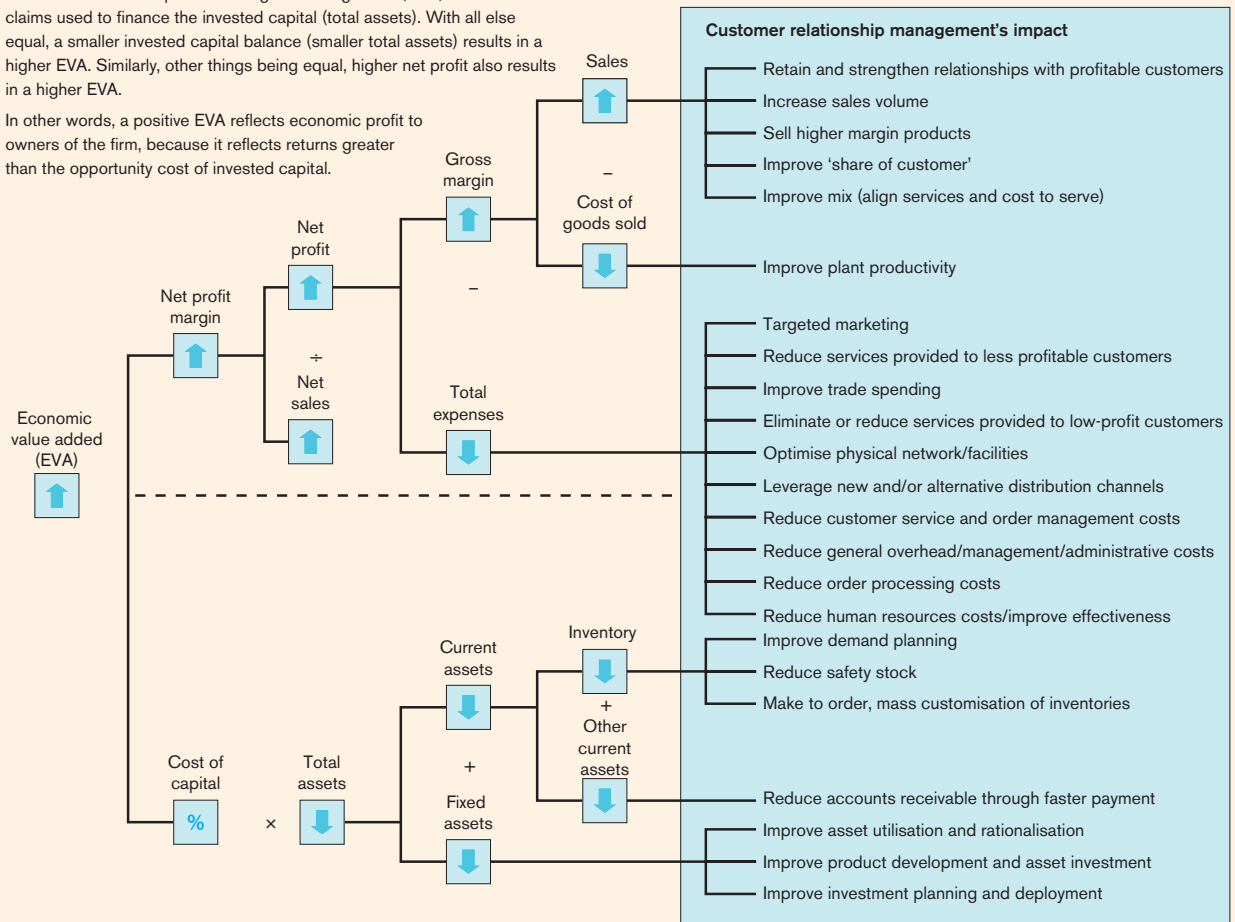 claims used to finance the invested capital (total assets). With all else
equal, a smaller invested capital balance (smaller total assets) results in a
higher EVA. Similarly, other things being equal, higher net profit also results
in a higher EVA.
In other words, a positive EVA reflects economic profit to
owners of the firm, because it reflects returns greater
than the opportunity cost of invested capital.
Economic
value added
(EVA)
Net profit
margin
Net
profit
÷
Net
sales
Gross
margin
–
Total
expenses
Sales
–
Cost of
goods sold
Cost of
capital
%
×
Total
assets
Current
assets
+
Fixed
assets
Inventory
+
Other
current
assets
Customer relationship management’s impact
Retain and strengthen relationships with profitable customers
Increase sales volume
Sell higher margin products
Improve ‘share of customer’
Improve mix (align services and cost to serve)
Improve plant productivity
Targeted marketing
Reduce services provided to less profitable customers
Improve trade spending
Eliminate or reduce services provided to low-profit customers
Optimise physical network/facilities
Leverage new and/or alternative distribution channels
Reduce customer service and order management costs
Reduce general overhead/management/administrative costs
Reduce order processing costs
Reduce human resources costs/improve effectiveness
Improve demand planning
Reduce safety stock
Make to order, mass customisation of inventories
Reduce accounts receivable through faster payment
Improve asset utilisation and rationalisation
Improve product development and asset investment
Improve investment planning and deployment